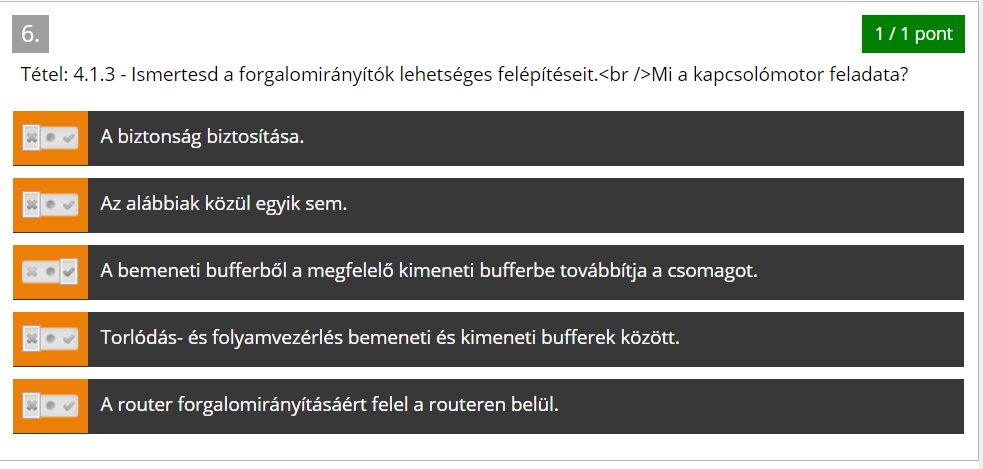 6.
1 / 1 pont
Tétel: 4.1.3 - Ismertesd a forgalomirányítók lehetséges felépítéseit.<br />Mi a kapcsolómotor feladata?
A biztonság biztosítása.
Az alábbiak közül egyik sem.
A bemeneti bufferből a megfelelő kimeneti bufferbe továbbítja a csomagot.
Torlódás- és folyamvezérlés bemeneti és kimeneti bufferek között.
A router forgalomirányításáért felel a routeren belül.